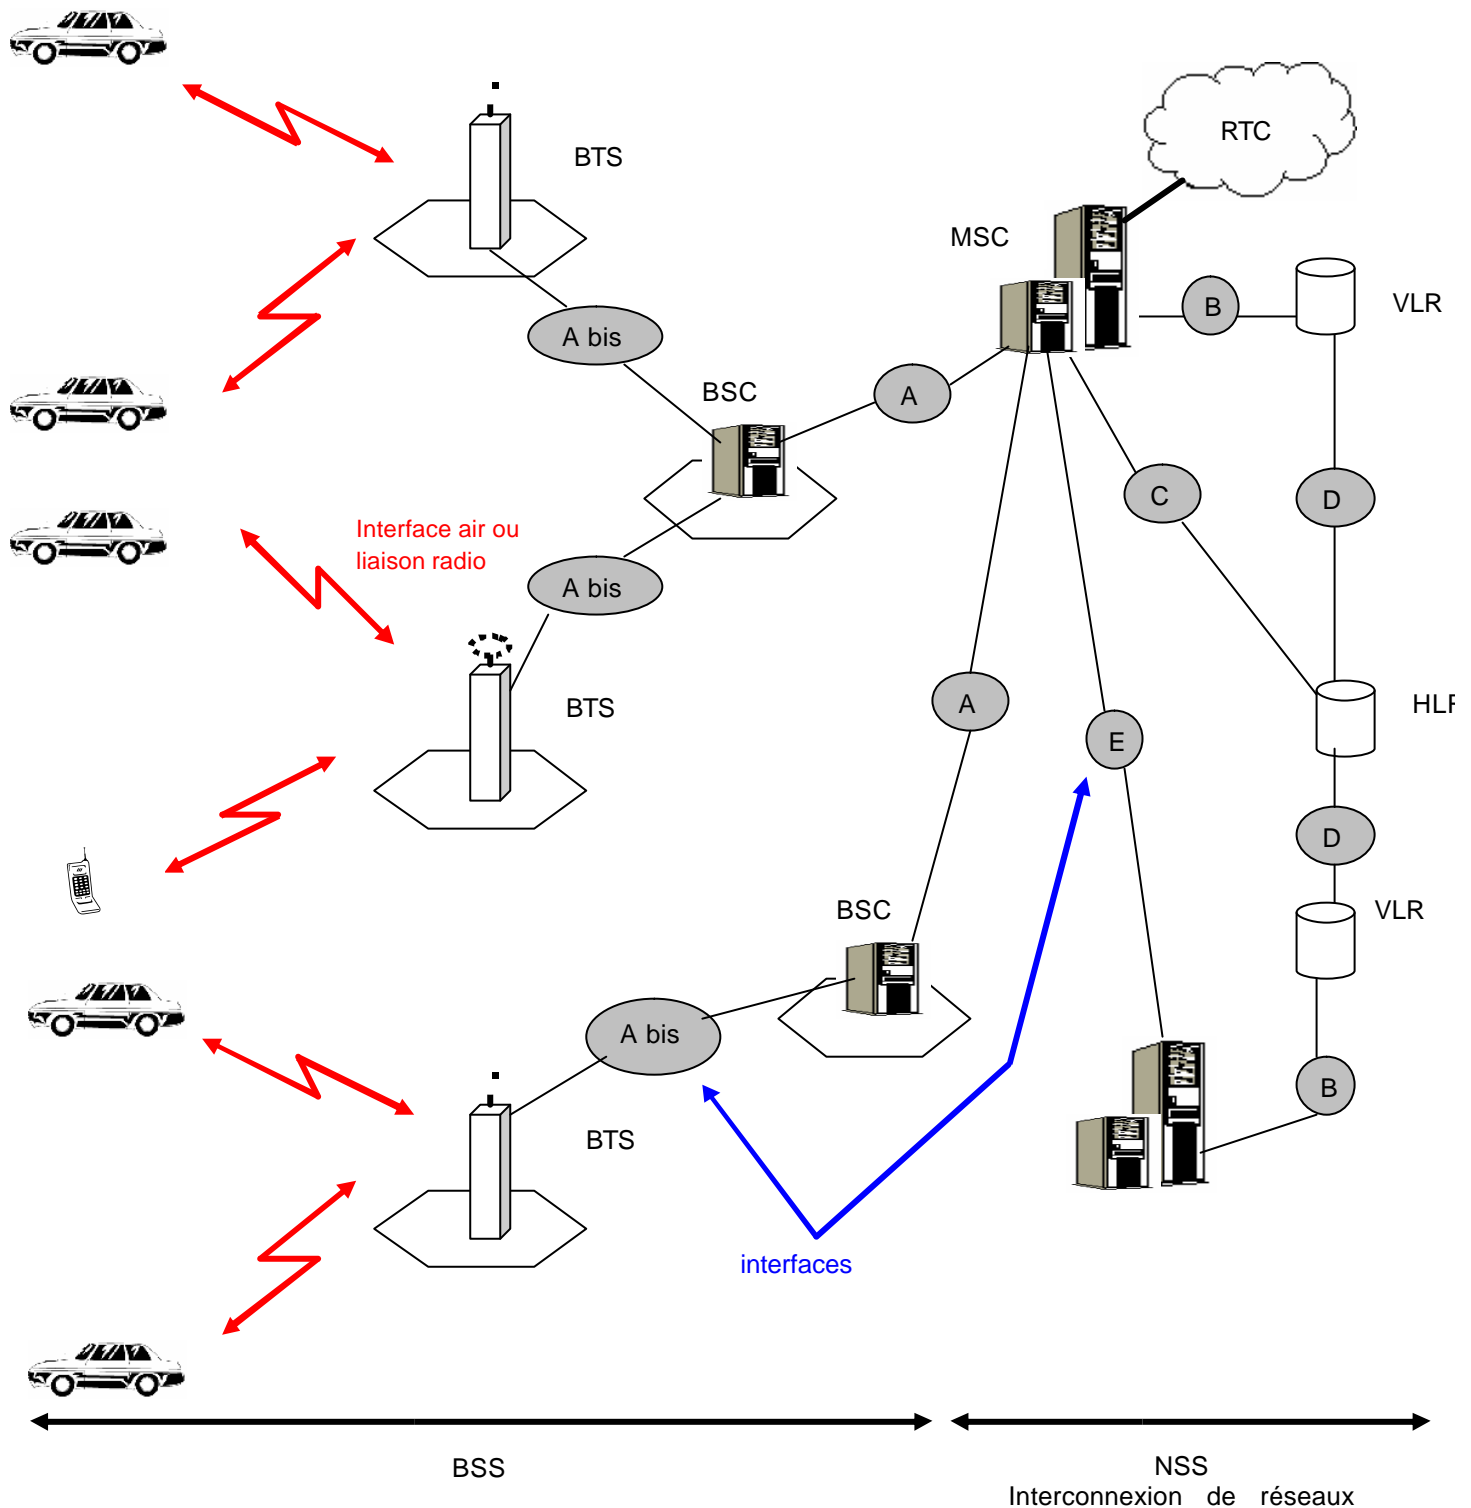 RTC
BTS
MSC
B
VLR
A bis
BSC
A
C
D
Interface air ou
liaison radio
A bis
BTS
A
HLR
E
D
BSC
VLR
A bis
B
BTS
interfaces
BSS
NSS
Interconnexion de réseaux